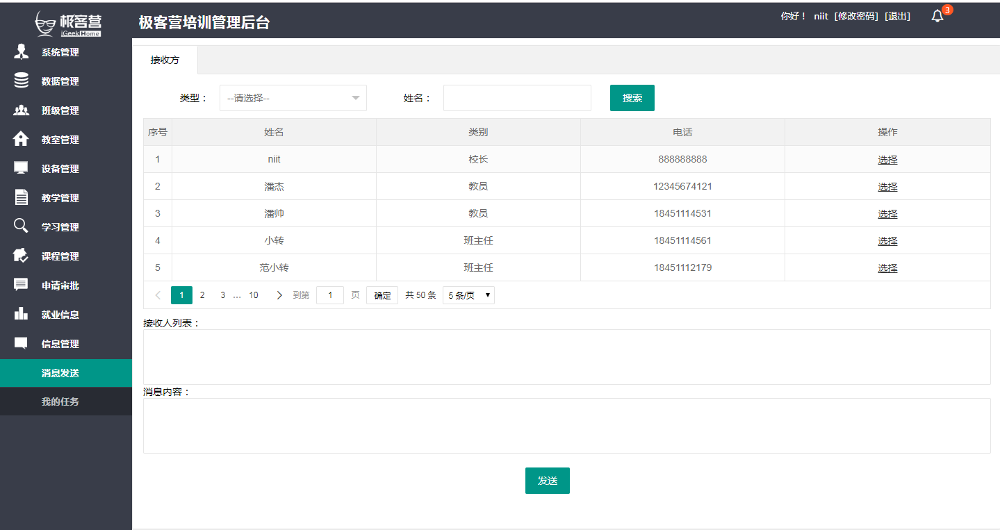 极客营
iGeekHome
极客营培训管理后台
你好！ niit [修改密码] [退出]
3
系统管理
数据管理
班级管理
教室管理
设备管理
教学管理
学习管理
课程管理
申请审批
就业信息
信息管理
消息发送
我的任务
接收方
类型： --请选择-- 姓名： 搜索
序号 姓名 类别 电话 操作
1 niit 校长 888888888 选择
2 潘杰 教员 12345674121 选择
3 潘帅 教员 18451114531 选择
4 小转 班主任 18451114561 选择
5 范小转 班主任 18451112179 选择
1 2 3 … 10 到第 1 页 确定 共 50 条 5 条/页
接收人列表：
消息内容：
发送